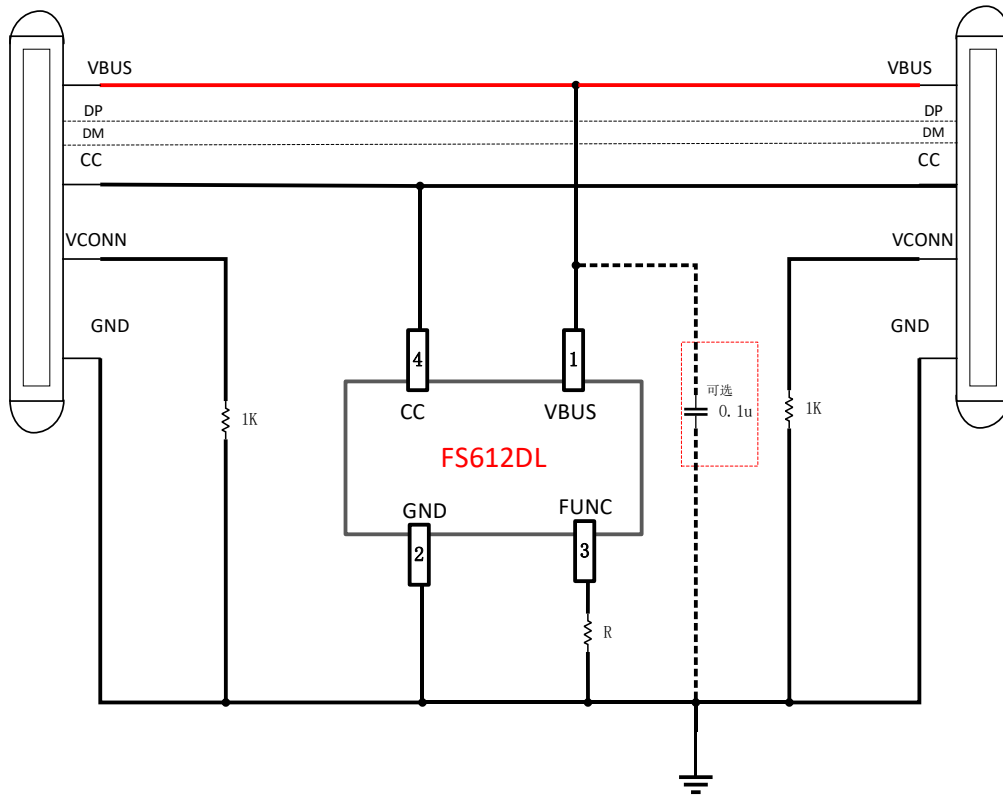 VBUS
VBUS
DP
DP
DM
DM
CC
CC
VCONN
VCONN
GND
GND
4
1
可选
0.1u
1K
1K
CC
VBUS
FS612DL
GND
FUNC
2
3
R